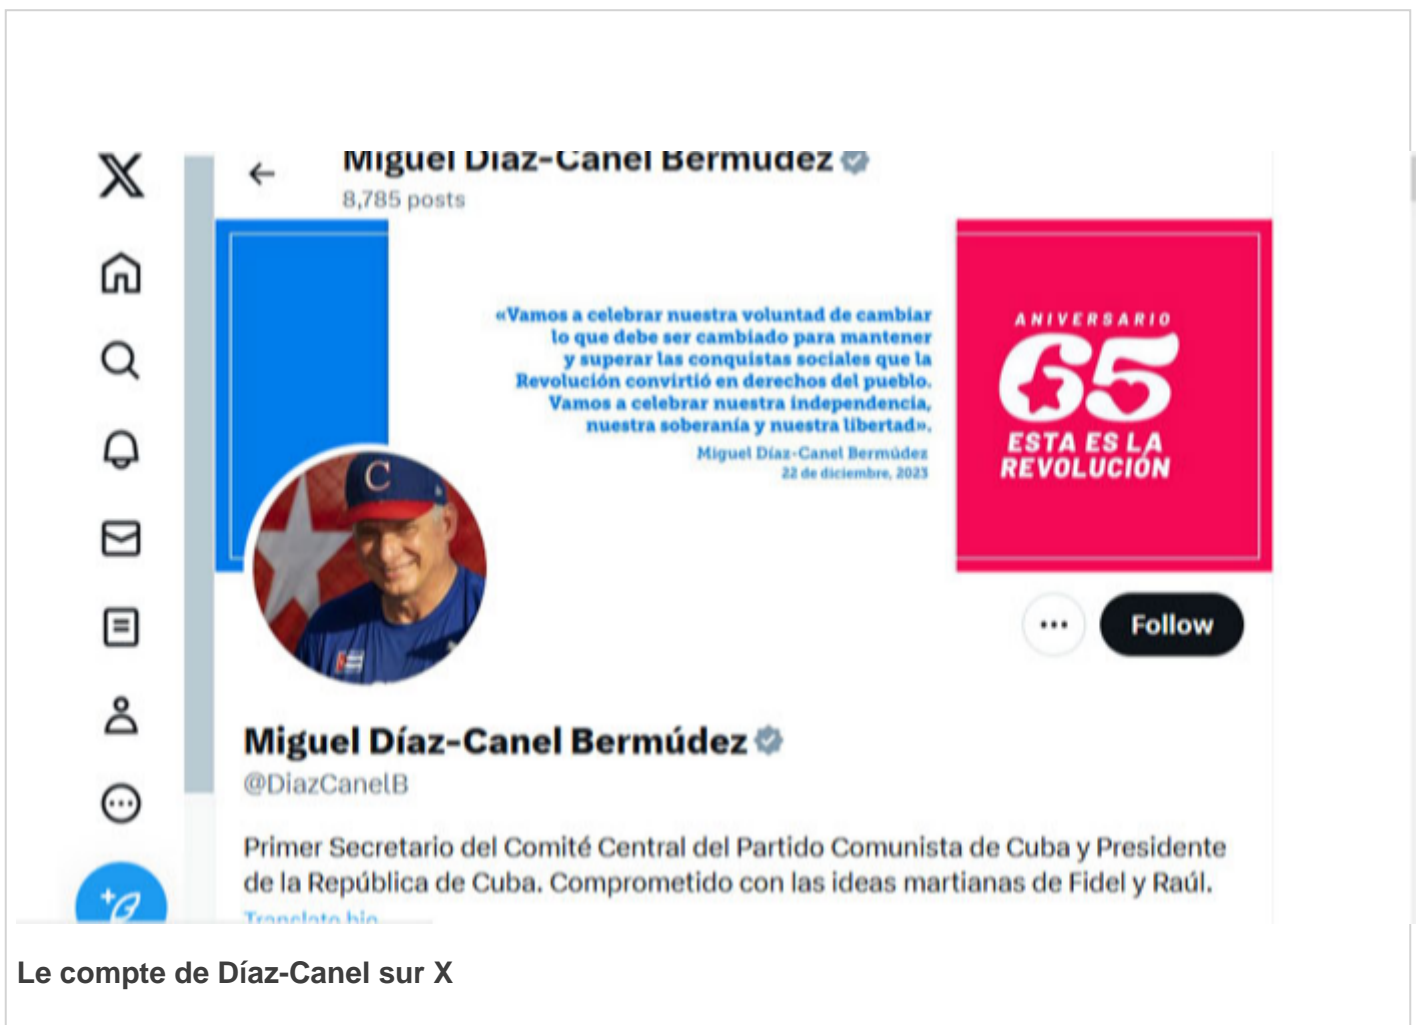 Miguel Díaz-Canel Bermúdez
8,785 posts
«Vamos a celebrar nuestra voluntad de cambiar
lo que debe ser cambiado para mantener
y superar las conquistas sociales que la
Revolución convirtió en derechos del pueblo.
Vamos a celebrar nuestra independencia,
nuestra soberanía y nuestra libertad».
Miguel Díaz-Canel Bermúdez
22 de diciembre, 2023
ANIVERSARIO
65
ESTA ES LA
REVOLUCIÓN
C
Follow
Miguel Díaz-Canel Bermúdez
@DiazCanelB
Primer Secretario del Comité Central del Partido Comunista de Cuba y Presidente
de la República de Cuba. Comprometido con las ideas martianas de Fidel y Raúl.
Translate bio
Le compte de Díaz-Canel sur X